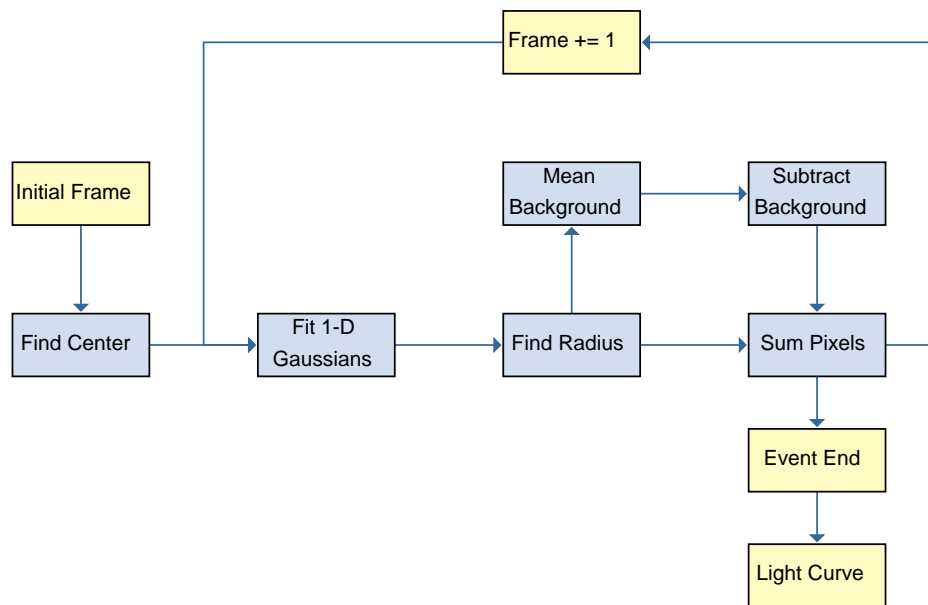 Frame += 1
Initial Frame
Mean
Background
Subtract
Background
Find Center
Fit 1-D
Gaussians
Find Radius
Sum Pixels
Event End
Light Curve